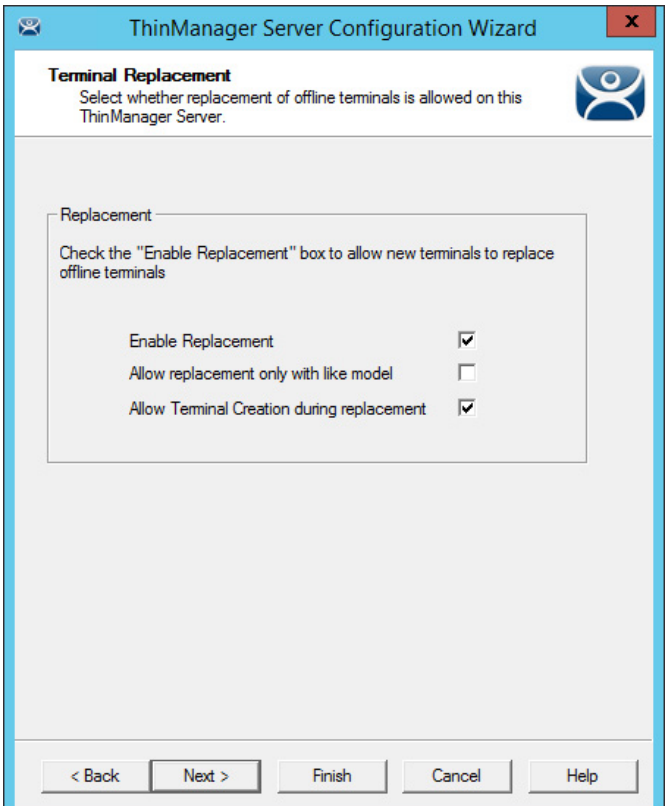 ThinManager Server Configuration Wizard
x
Terminal Replacement
Select whether replacement of offline terminals is allowed on this
ThinManager Server.
Replacement
Check the "Enable Replacement" box to allow new terminals to replace
offline terminals
Enable Replacement
Allow replacement only with like model
Allow Terminal Creation during replacement
< Back Next > Finish Cancel Help